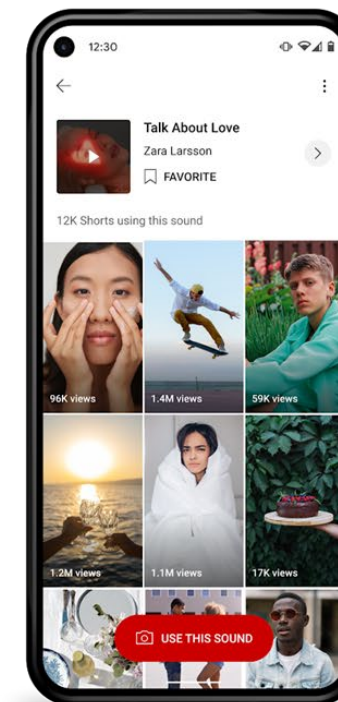 12:30
Talk About Love
Zara Larsson
FAVORITE
12K Shorts using this sound
96K views
1.4M views
59K views
1.2M views
1.1M views
17K views
USE THIS SOUND